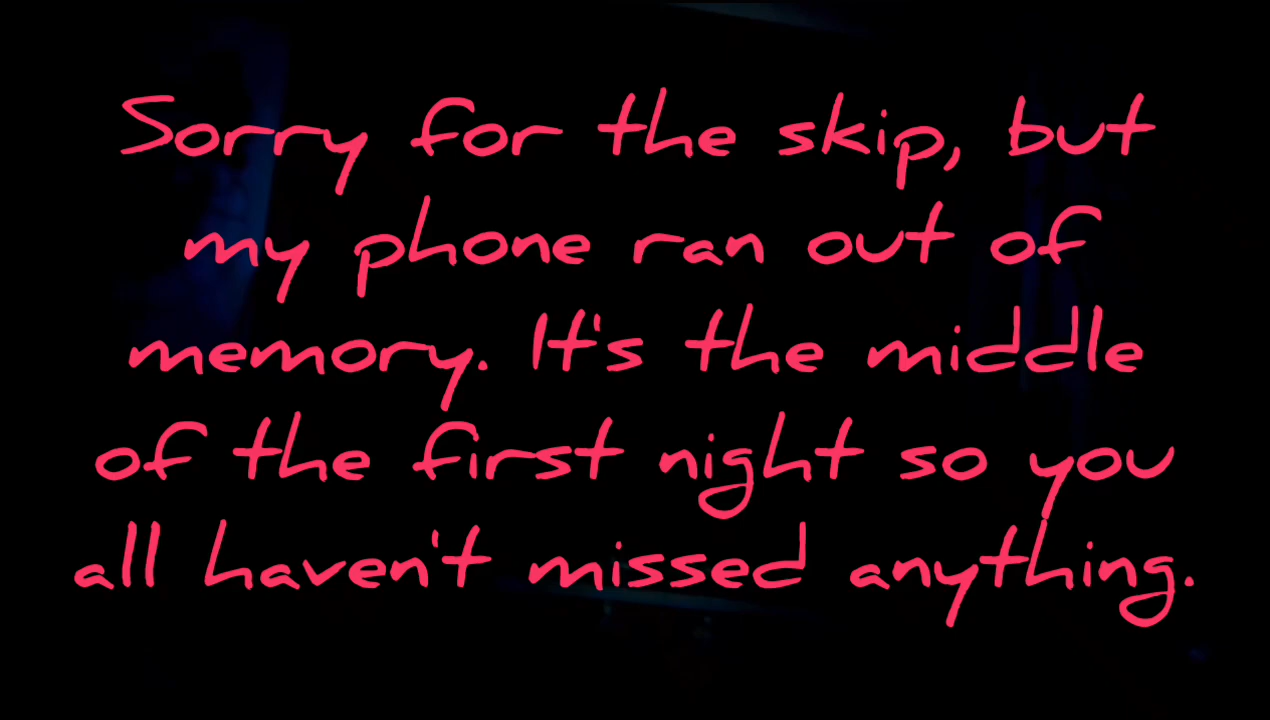 Sorry for the skip, but
my phone ran out of
memory. It's the middle
of the first night so you
all haven't missed anything.